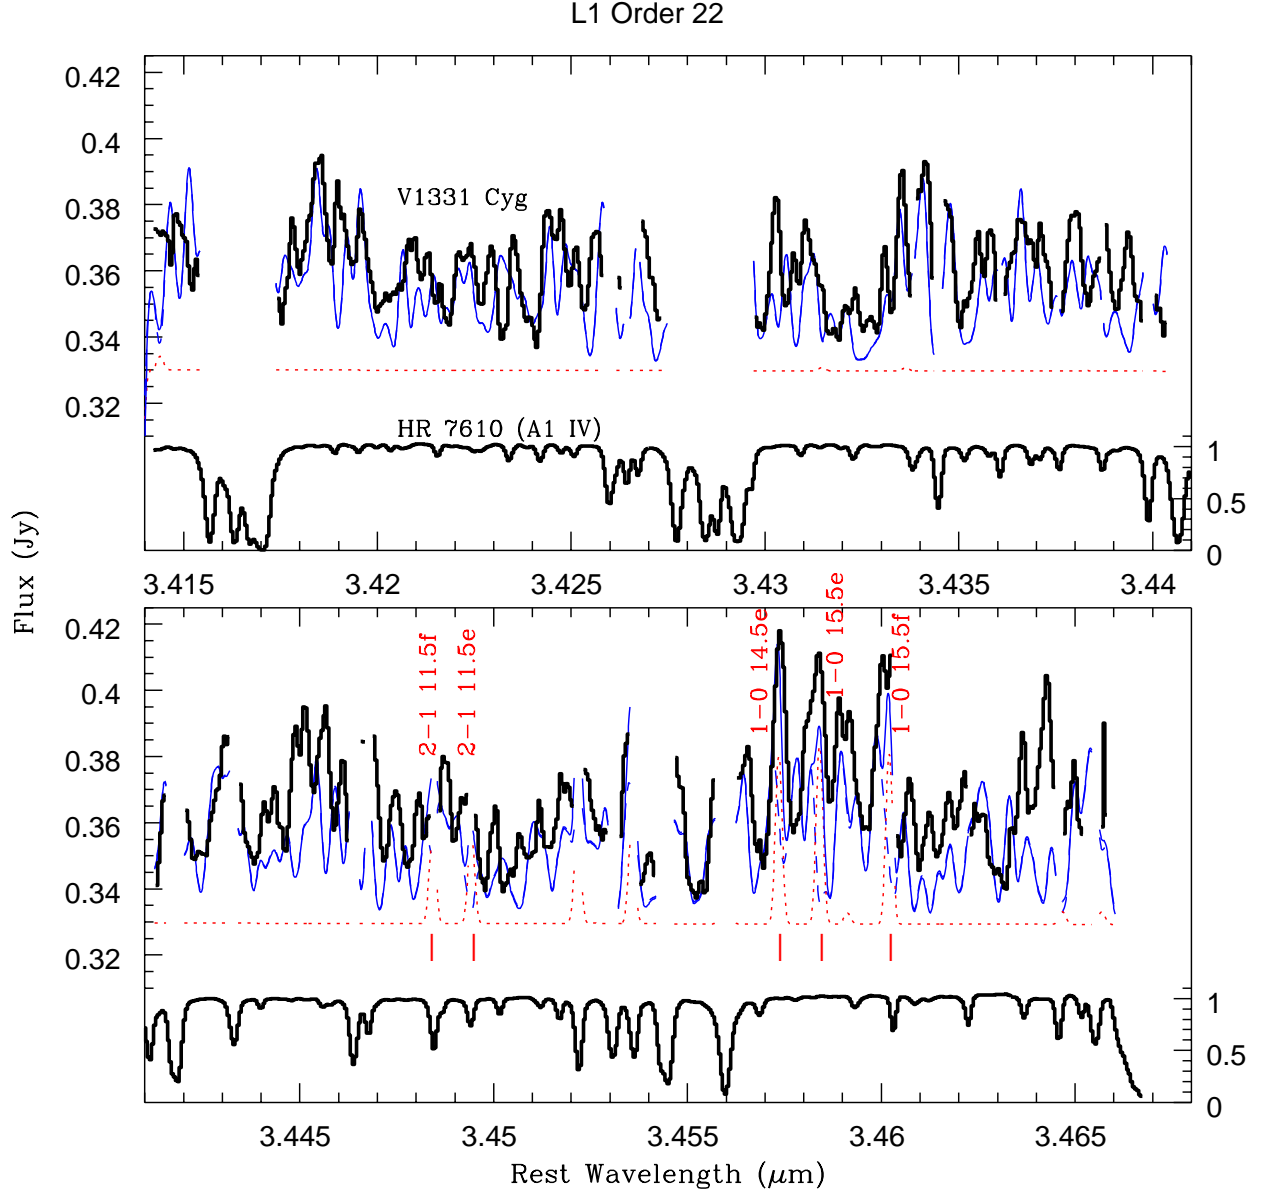 L1 Order 22
0.42
0.4
0.38
0.36
0.34
0.32
V1331 Cyg
HR 7610 (A1 IV)
1
0.5
0
3.415
3.42
3.425
3.43
3.435
3.44
Flux (Jy)
0.42
0.4
0.38
0.36
0.34
0.32
2−1 11.5f
2−1 11.5e
1−0 14.5e
1−0 15.5e
1−0 15.5f
1
0.5
0
3.445
3.45
3.455
3.46
3.465
Rest Wavelength (μm)